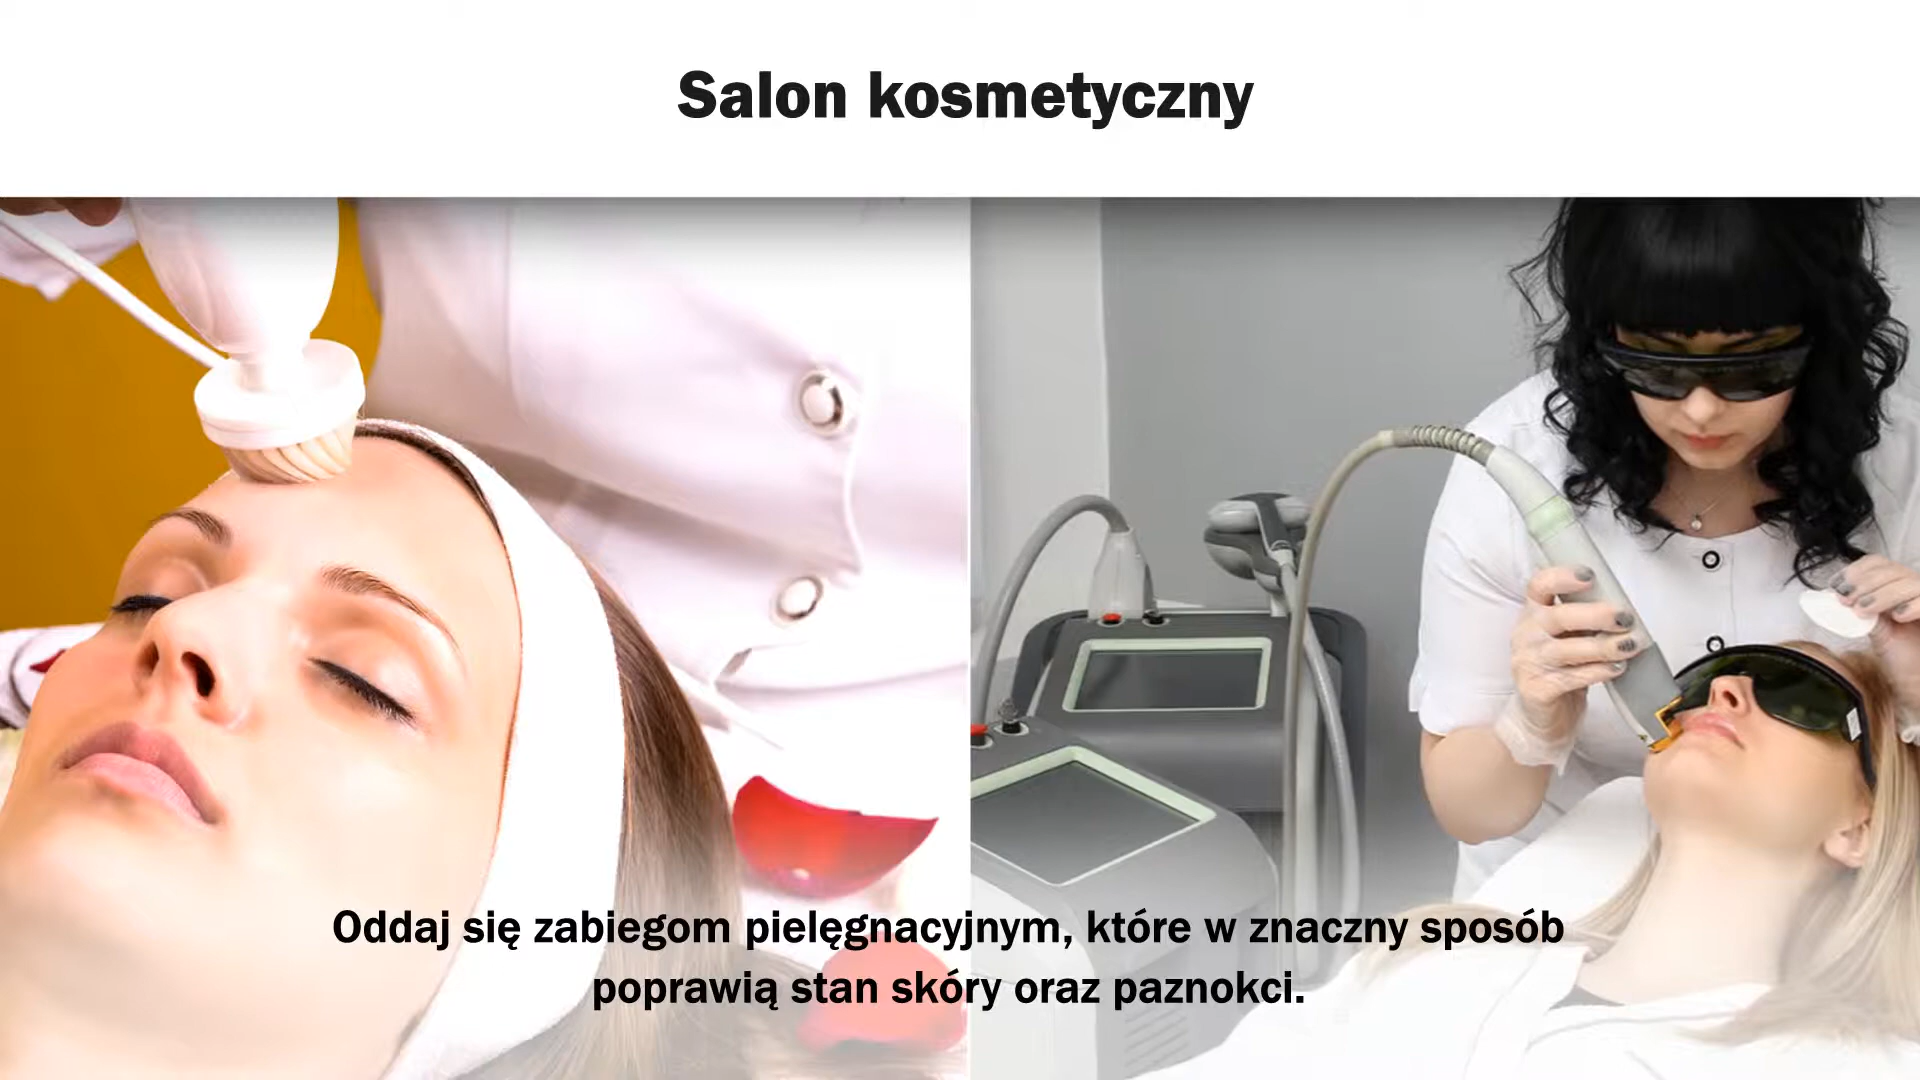 Salon kosmetyczny
Oddaj się zabiegom pielęgnacyjnym, które w znaczny sposób
poprawią stan skóry oraz paznokci.